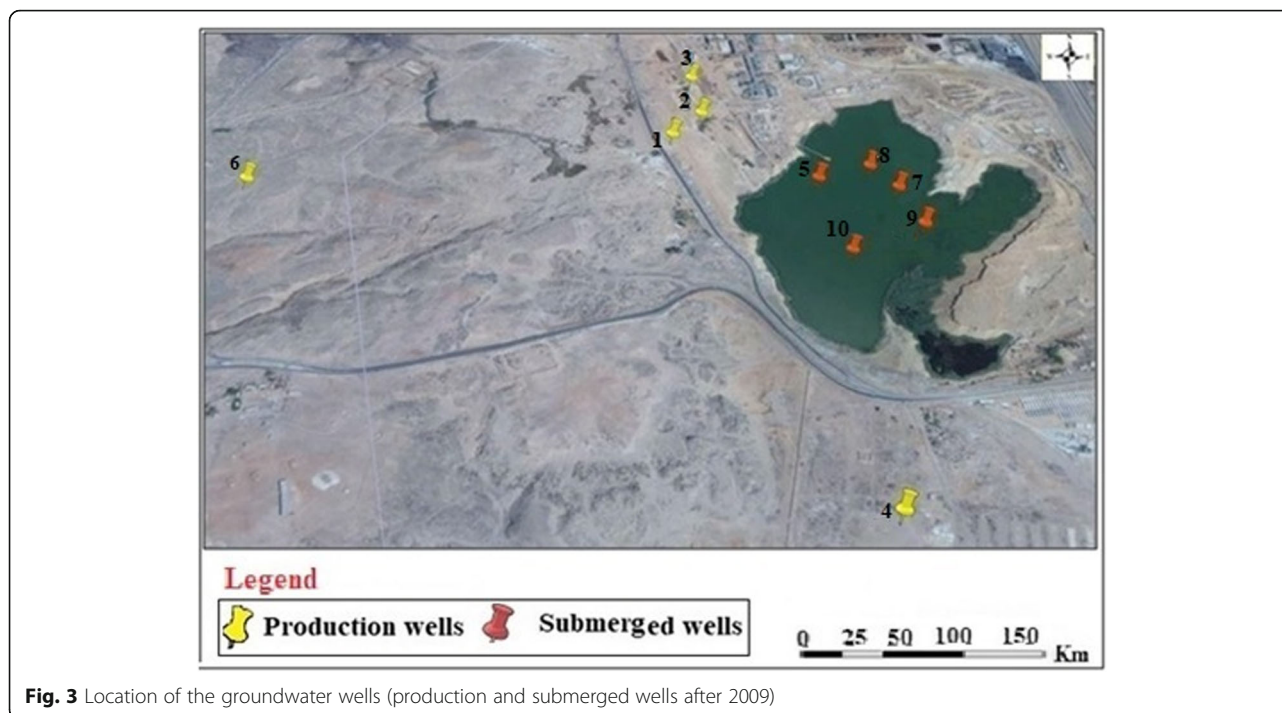 3
2
1
6
8
5
7
9
10
4
Legend
Production wells
Submerged wells
0 25 50 100 150
Km
Fig. 3 Location of the groundwater wells (production and submerged wells after 2009)